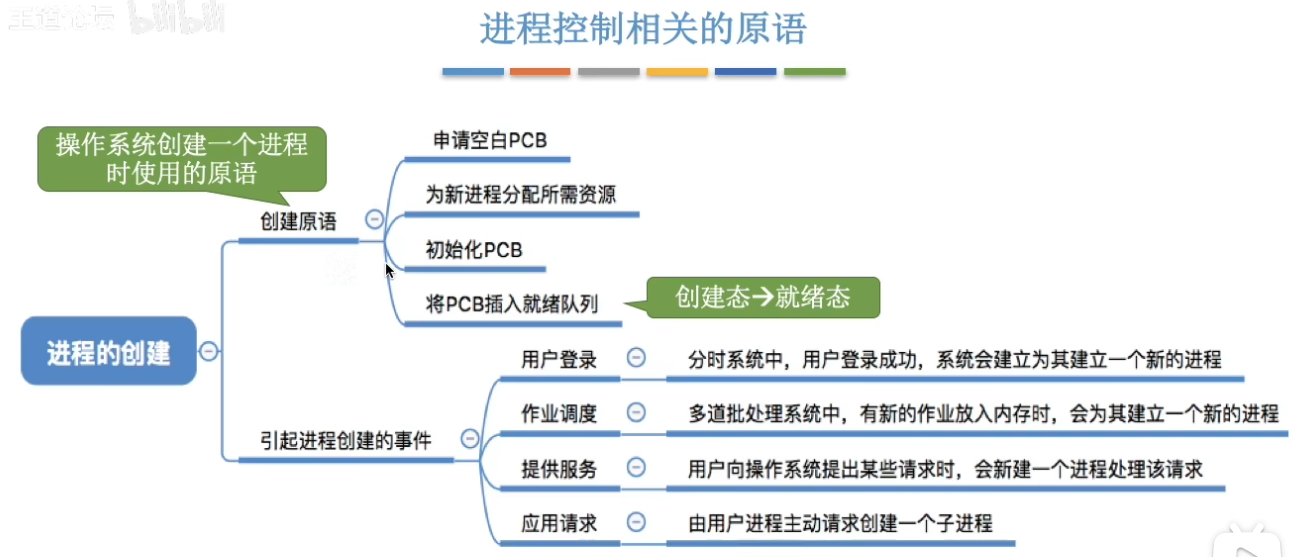 王道论坛 bilibili
进程控制相关的原语
操作系统创建一个进程
时使用的原语
申请空白PCB
为新进程分配所需资源
创建原语
初始化PCB
将PCB插入就绪队列
创建态→就绪态
进程的创建
用户登录
分时系统中，用户登录成功，系统会建立为其建立一个新的进程
作业调度
多道批处理系统中，有新的作业放入内存时，会为其建立一个新的进程
引起进程创建的事件
提供服务
用户向操作系统提出某些请求时，会新建一个进程处理该请求
应用请求
由用户进程主动请求创建一个子进程